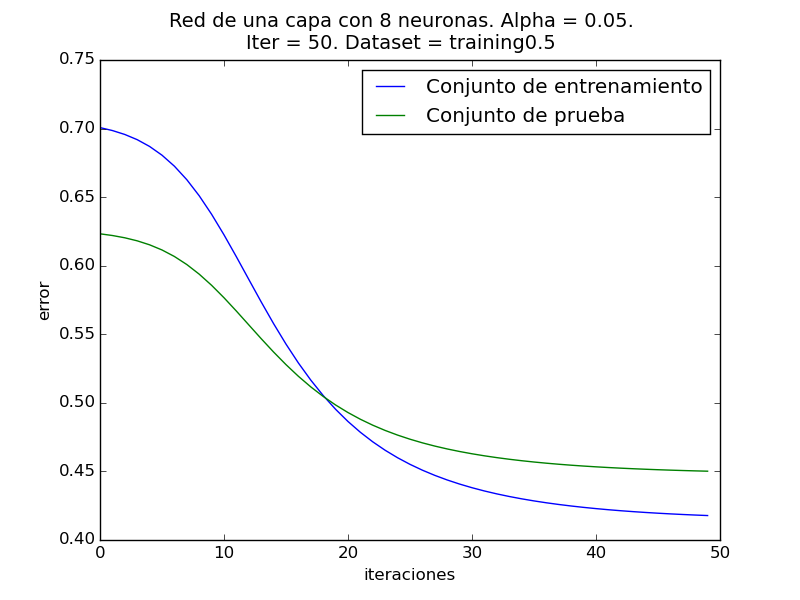 Red de una capa con 8 neuronas. Alpha = 0.05.
Iter = 50. Dataset = training0.5
Conjunto de entrenamiento
Conjunto de prueba
0.75
0.70
0.65
0.60
0.55
0.50
0.45
0.40
error
0 10 20 30 40 50
iteraciones